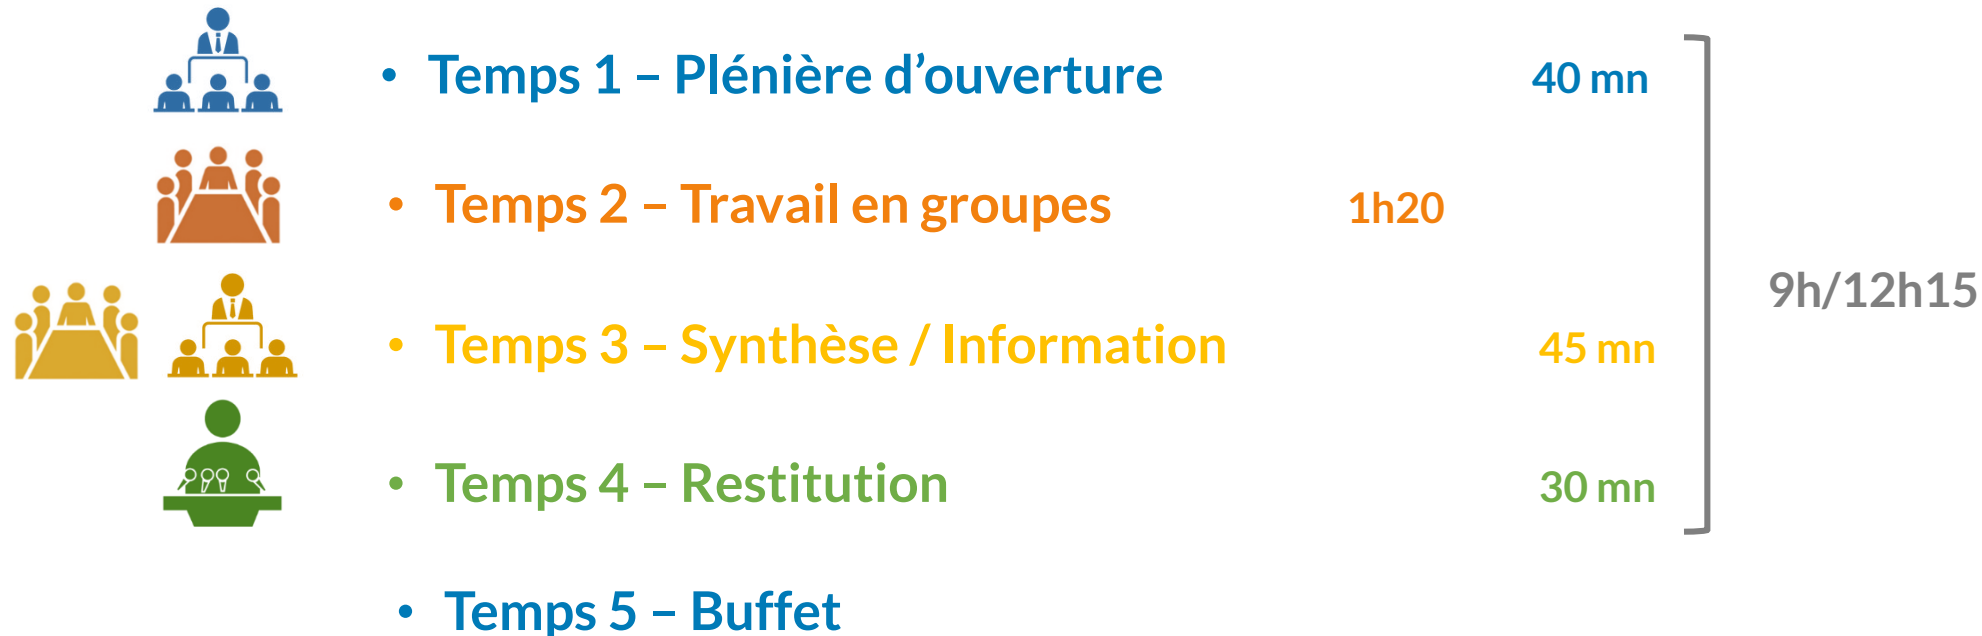 • Temps 1 – Plénière d’ouverture 40 mn
• Temps 2 – Travail en groupes 1h20
9h/12h15
• Temps 3 – Synthèse / Information 45 mn
• Temps 4 – Restitution 30 mn
• Temps 5 – Buffet